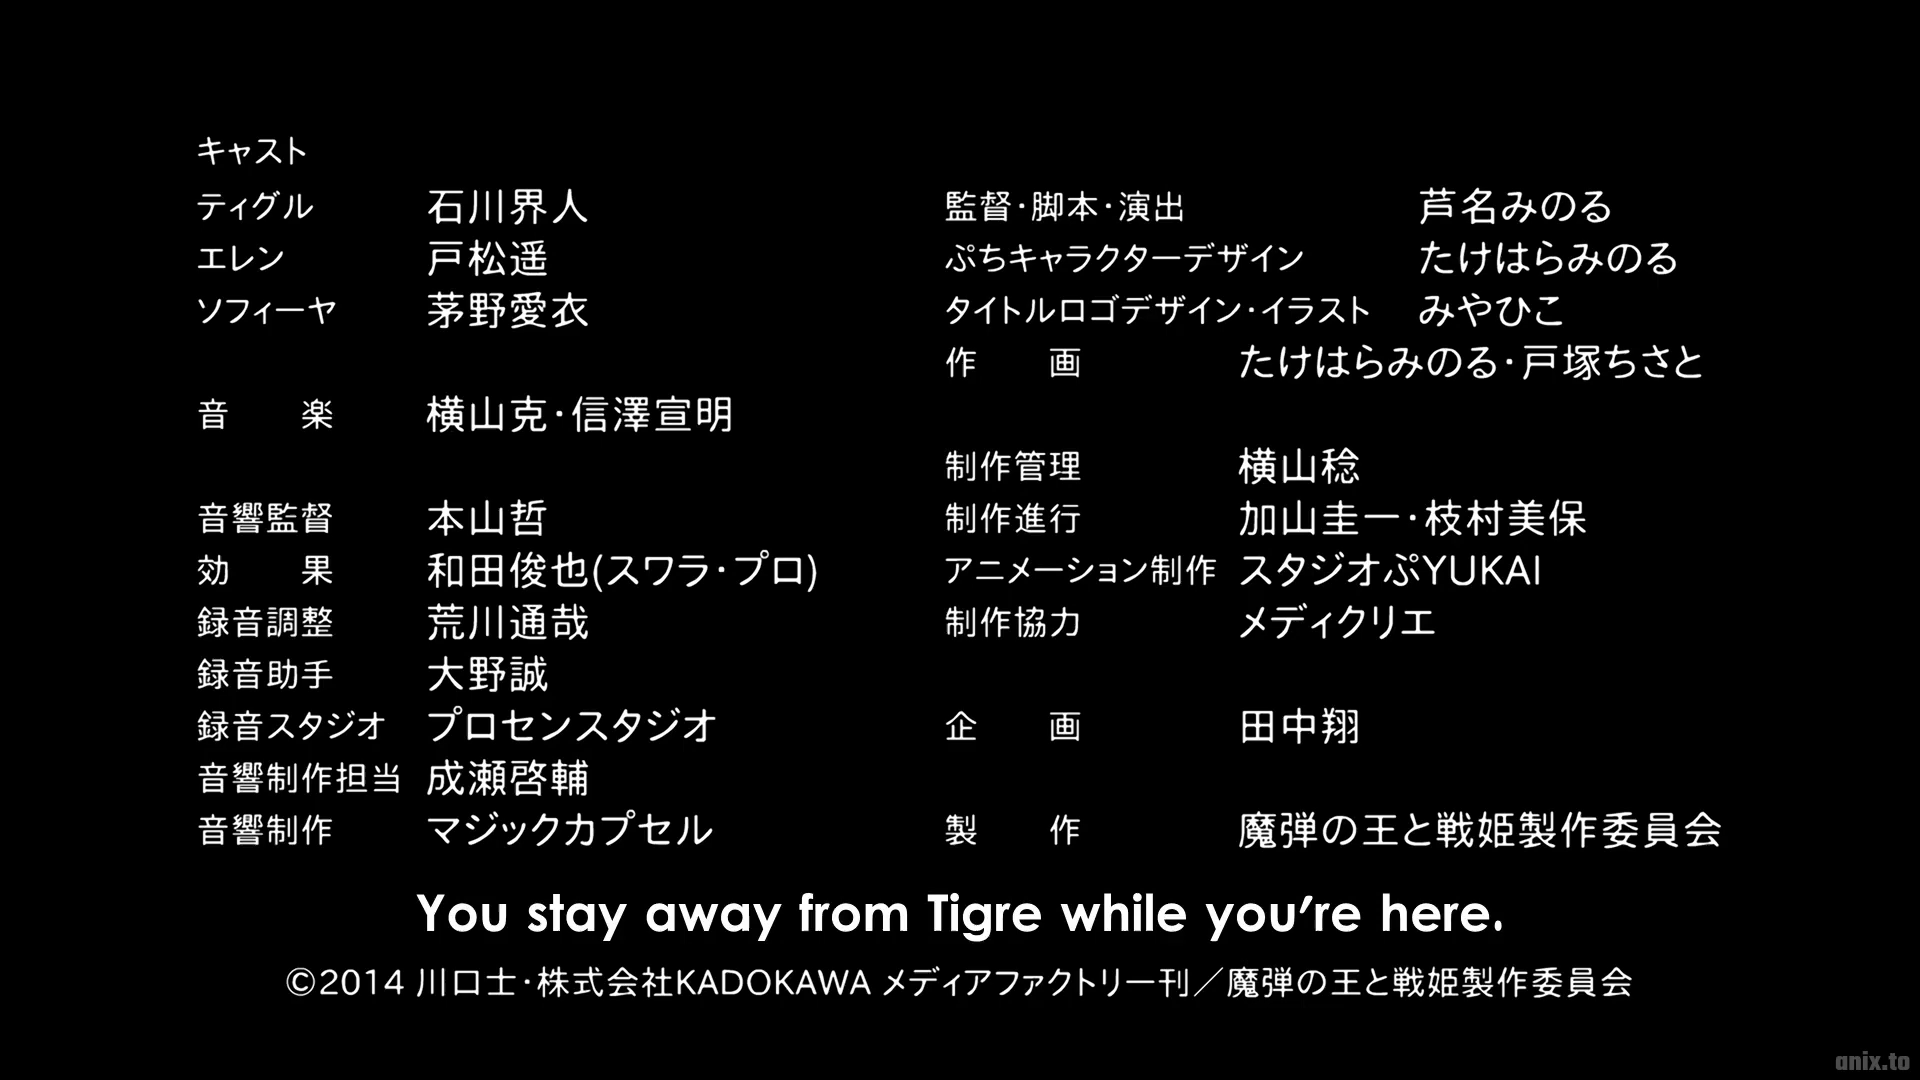 キャスト
ティグル 石川界人
エレン 戸松遥
ソフィーヤ 茅野愛衣
音 楽 横山克・信澤宣明
音響監督 本山哲
効 果 和田俊也(スワラ・プロ)
録音調整 荒川通哉
録音助手 大野誠
録音スタジオ プロセンスタジオ
音響制作担当 成瀬啓輔
音響制作 マジックカプセル
監督・脚本・演出 芦名みのる
ぷちキャラクターデザイン たけはらみのる
タイトルロゴデザイン・イラスト みやひこ
作 画 たけはらみのる・戸塚ちさと
制作管理 横山稔
制作進行 加山圭一・枝村美保
アニメーション制作 スタジオぷYUKAI
制作協力 メディクリエ
企 画 田中翔
製 作 魔弾の王と戦姫製作委員会
You stay away from Tigre while you're here.
©2014 川口士・株式会社KADOKAWA メディアファクトリー刊／魔弾の王と戦姫製作委員会
anix.to